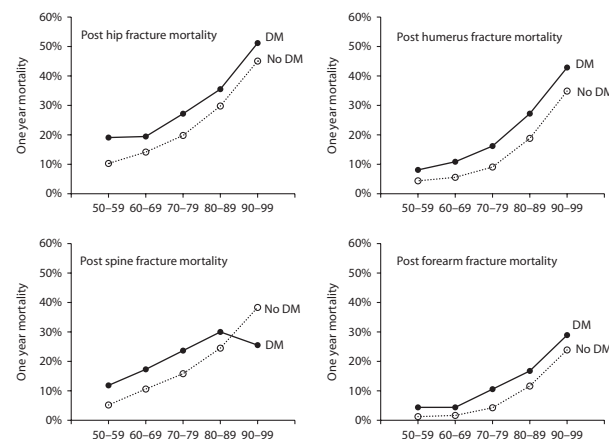 Post hip fracture mortality
One year mortality
60%
50%
40%
30%
20%
10%
0%
DM
No DM
50–59 60–69 70–79 80–89 90–99
Post humerus fracture mortality
One year mortality
60%
50%
40%
30%
20%
10%
0%
DM
No DM
50–59 60–69 70–79 80–89 90–99
Post spine fracture mortality
One year mortality
60%
50%
40%
30%
20%
10%
0%
No DM
DM
50–59 60–69 70–79 80–89 90–99
Post forearm fracture mortality
One year mortality
60%
50%
40%
30%
20%
10%
0%
DM
No DM
50–59 60–69 70–79 80–89 90–99